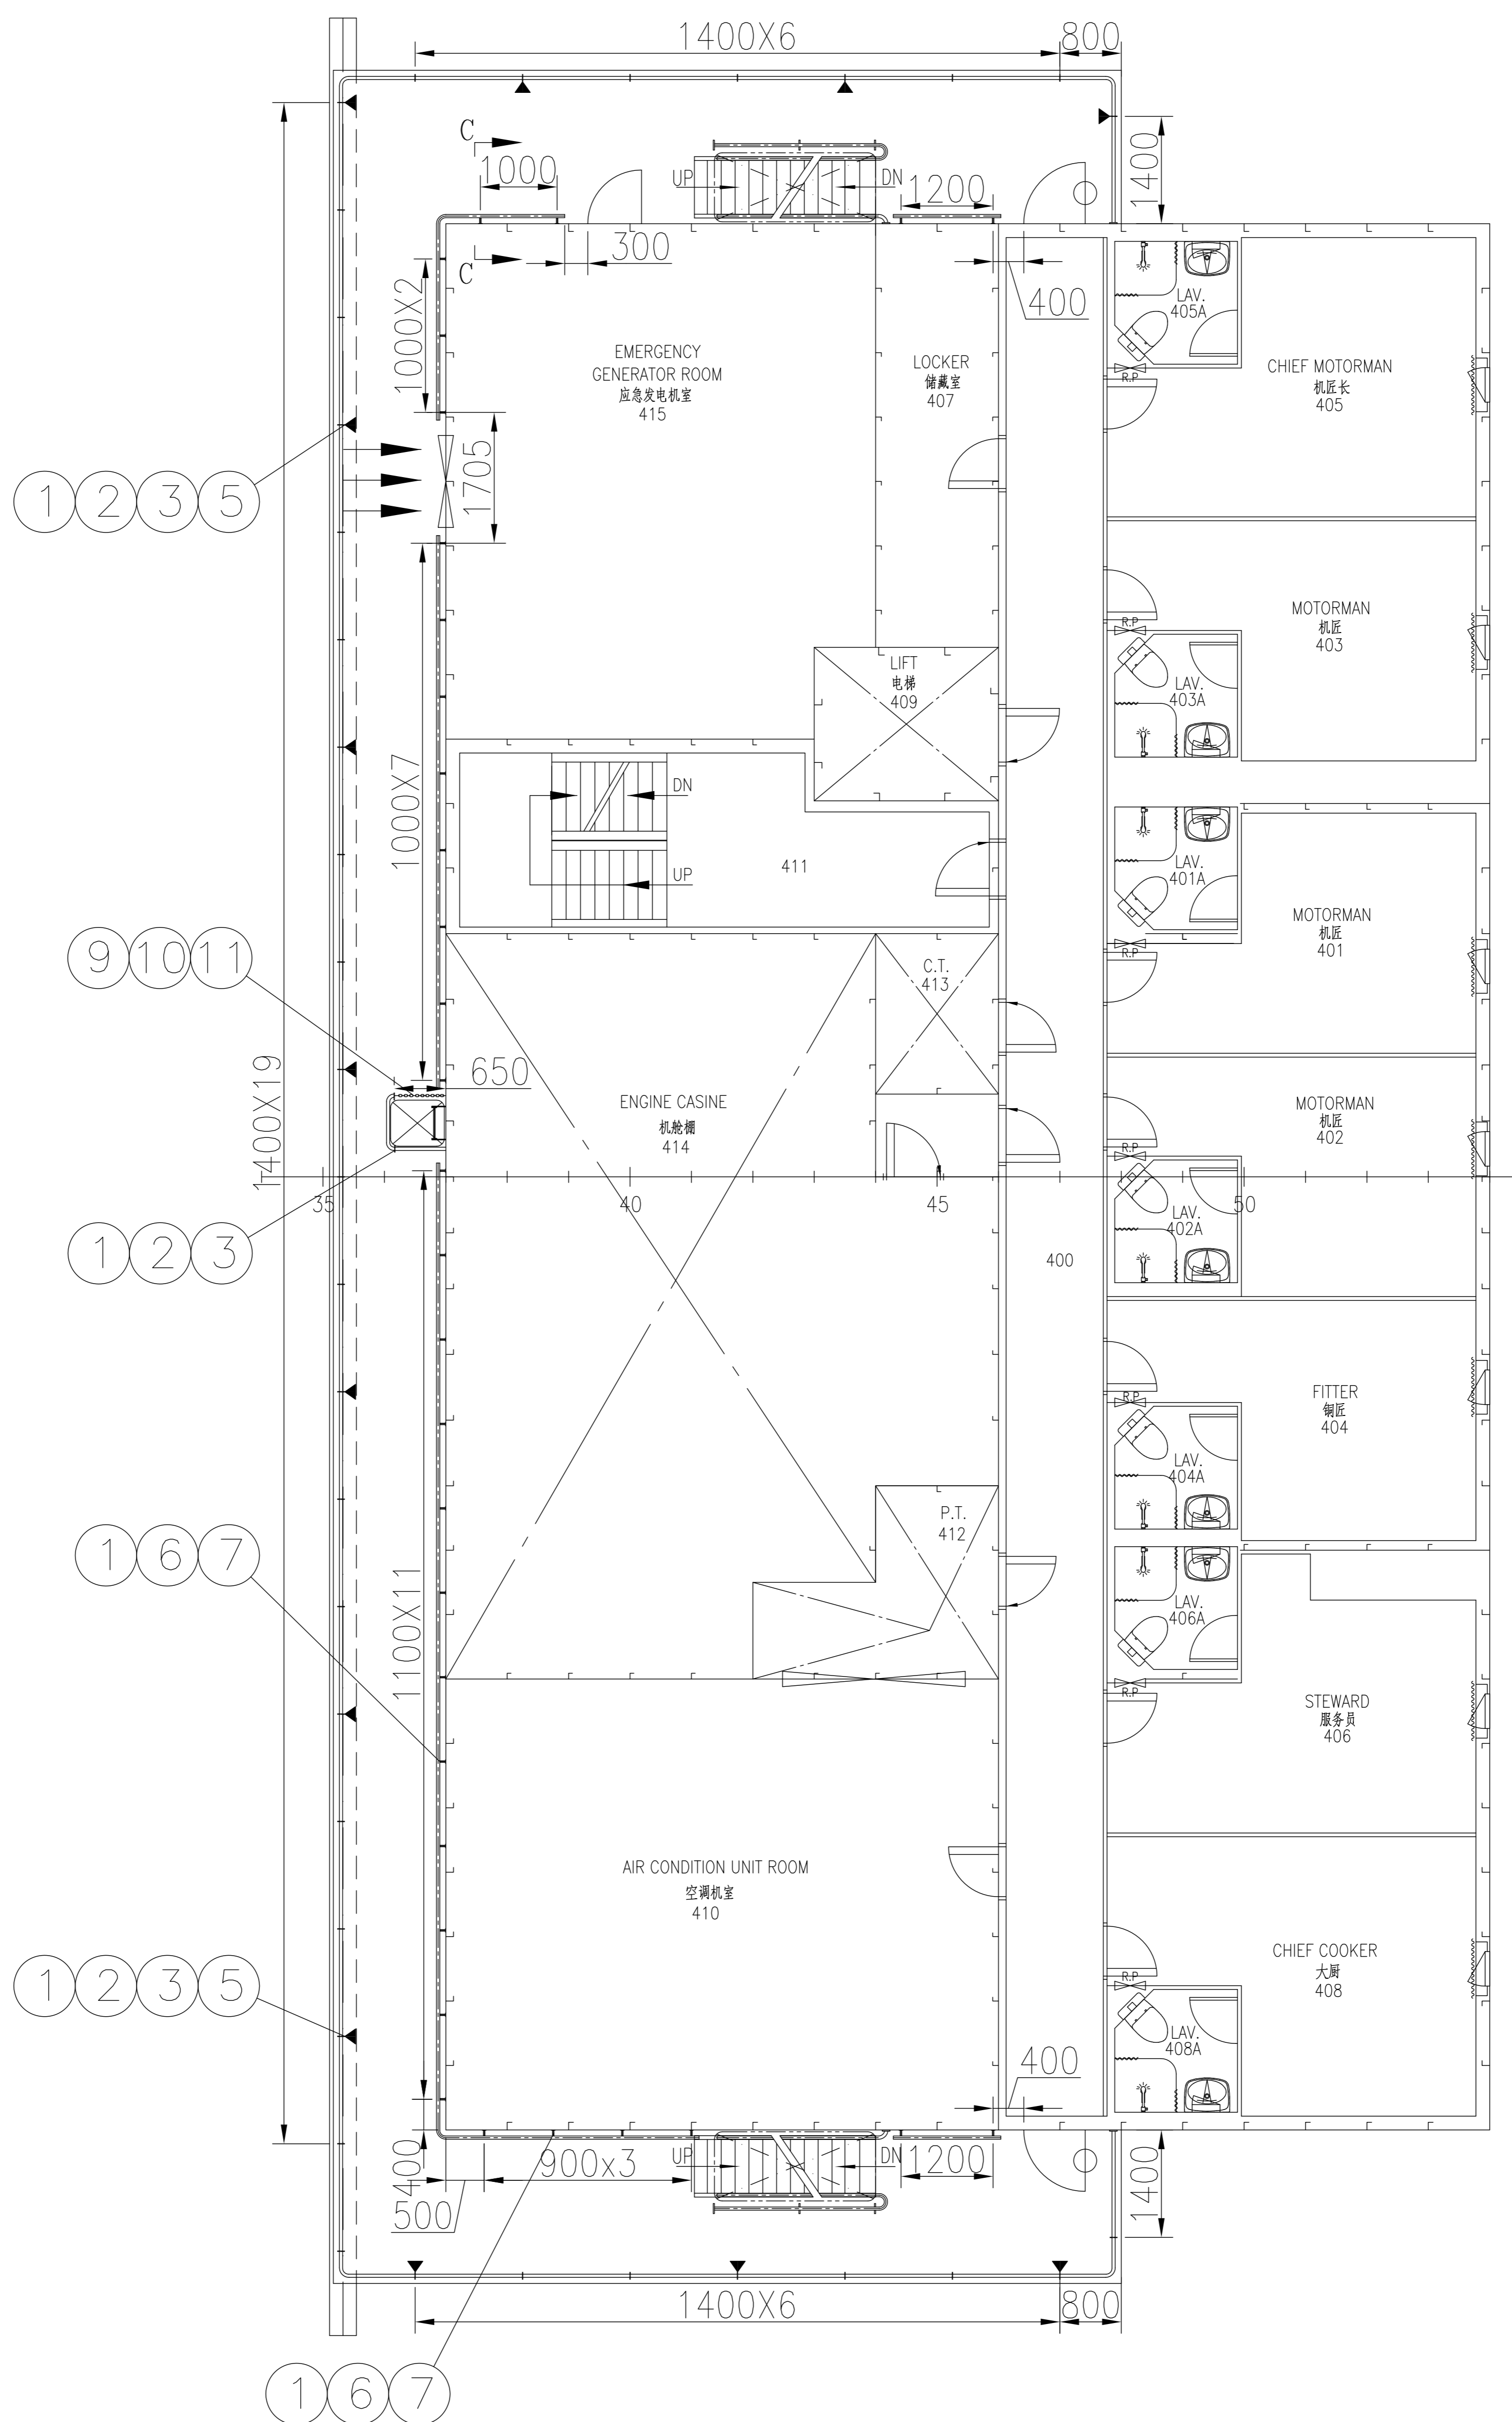 1400X6
800
C
1000
UP
DN
1200
1400
C
300
400
1000X2
LAV.
405A
R.P
EMERGENCY
GENERATOR ROOM
应急发电机室
415
LOCKER
储藏室
407
CHIEF MOTORMAN
机匠长
405
1705
1 2 3 5
MOTORMAN
机匠
403
R.P
LAV.
403A
LIFT
电梯
409
1000X7
DN
UP
411
LAV.
401A
R.P
MOTORMAN
机匠
401
9 10 11
C.T.
413
650
1400X19
ENGINE CASINE
机舱棚
414
MOTORMAN
机匠
402
R.P
35
40
45
50
LAV.
402A
1 2 3
400
FITTER
铜匠
404
R.P
LAV.
404A
P.T.
412
1 6 7
1100X11
LAV.
406A
R.P
STEWARD
服务员
406
AIR CONDITION UNIT ROOM
空调机室
410
CHIEF COOKER
大厨
408
R.P
1 2 3 5
LAV.
408A
400
400
500
900x3
UP
DN
1200
1400
1400X6
800
1 6 7